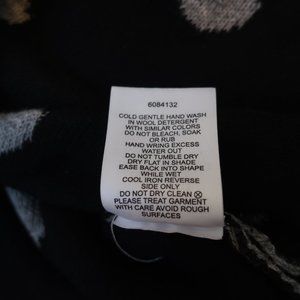 6084132
COLD GENTLE HAND WASH
IN WOOL DETERGENT
WITH SIMILAR COLORS
DO NOT BLEACH, SOAK
OR RUB
HAND WRING EXCESS
WATER OUT
DO NOT TUMBLE DRY
DRY FLAT IN SHADE
EASE BACK INTO SHAPE
WHILE WET
COOL IRON REVERSE
SIDE ONLY
DO NOT DRY CLEAN
PLEASE TREAT GARMENT
WITH CARE AVOID ROUGH
SURFACES